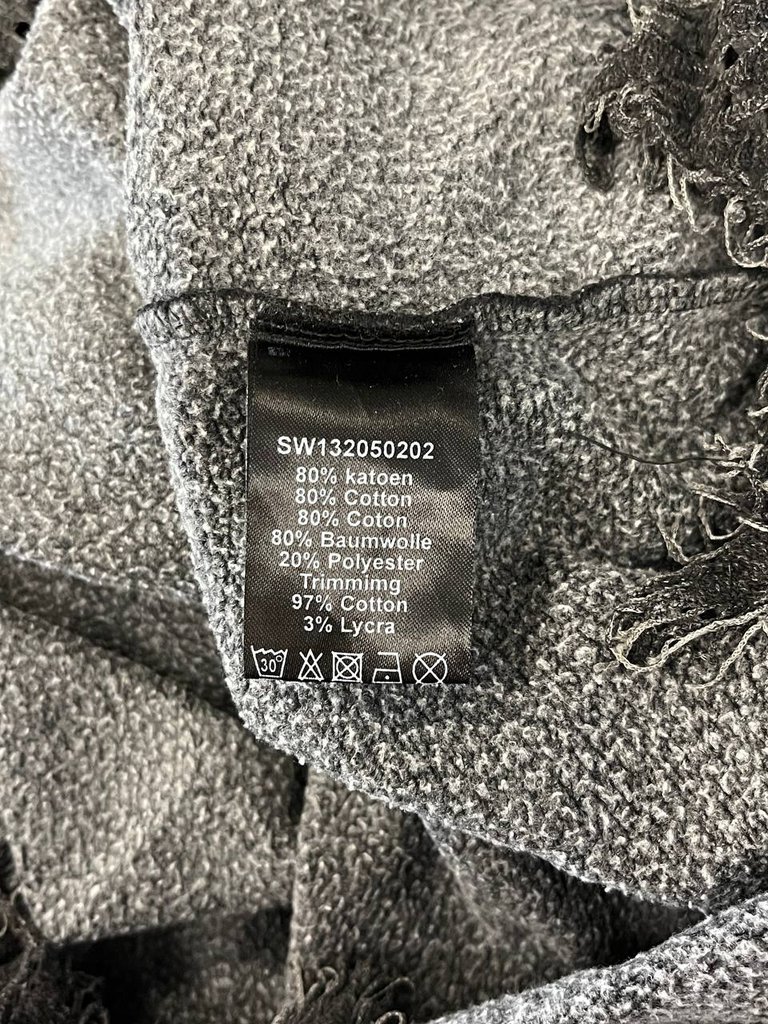 SW132050202
80% katoen
80% Cotton
80% Coton
80% Baumwolle
20% Polyester
Trimmimg
97% Cotton
3% Lycra
30°